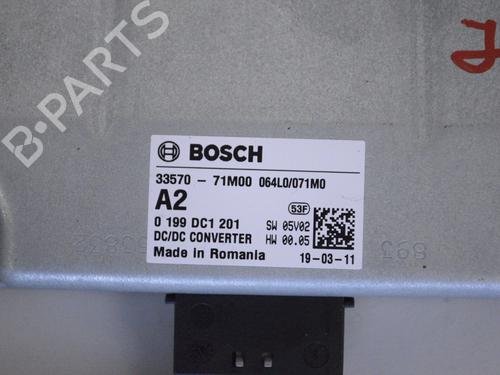 B-PARTS
BOSCH
33570 - 71M00 064L0/071M0
A2
53F
0 199 DC1 201 SW 05V02
DC/DC CONVERTER HW 00.05
Made in Romania 19-03-11